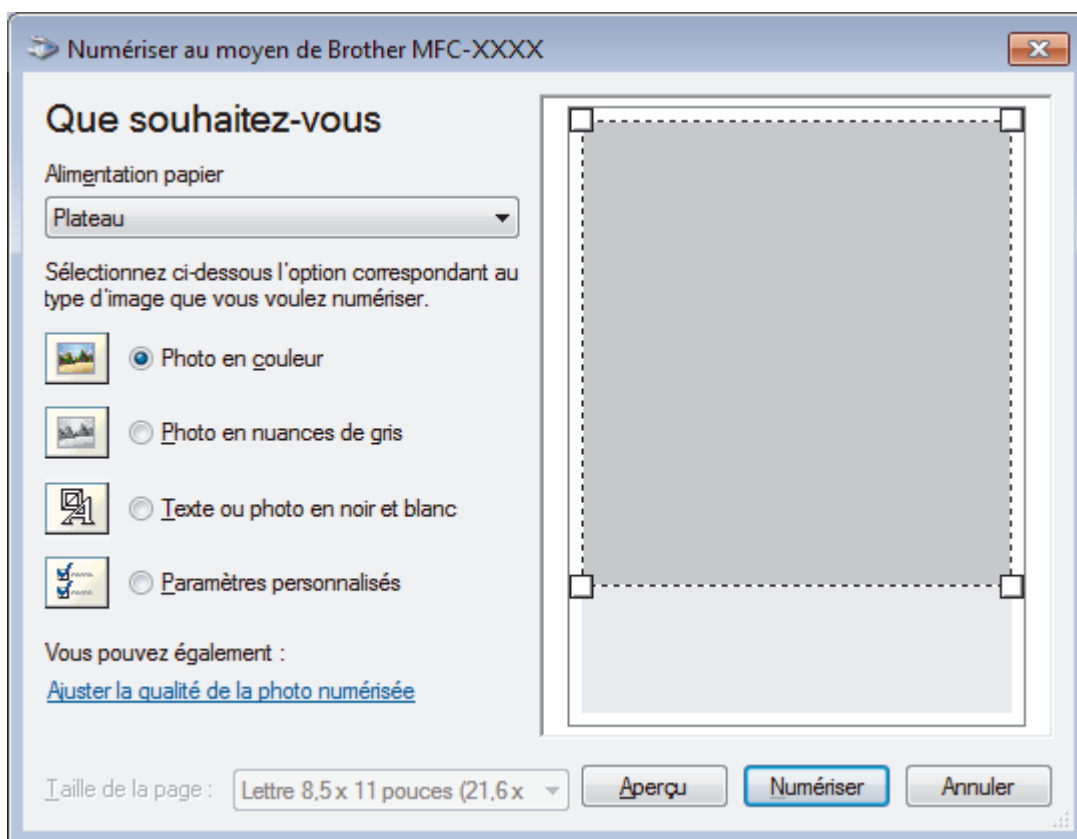 Numériser au moyen de Brother MFC-XXXX
Que souhaitez-vous
Alimentation papier
Plateau
Sélectionnez ci-dessous l'option correspondant au
type d'image que vous voulez numériser.
Photo en couleur
Photo en nuances de gris
Texte ou photo en noir et blanc
Paramètres personnalisés
Vous pouvez également :
Ajuster la qualité de la photo numérisée
Taille de la page : Lettre 8,5 x 11 pouces (21,6 x
Aperçu Numériser Annuler